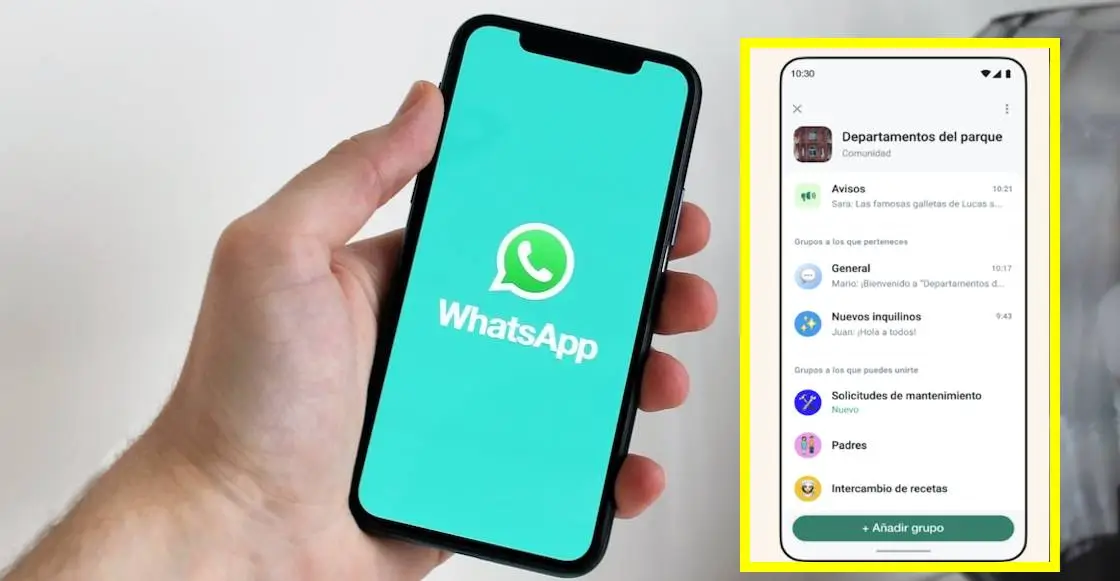 WhatsApp
10:30
Departamentos del parque
Comunidad
Avisos 10:21
Sara: Las famosas galletas de Lucas a...
Grupos a los que perteneces
General 10:17
Mario: ¡Bienvenido a "Departamentos d...
Nuevos inquilinos 9:43
Juan: ¡Hola a todos!
Grupos a los que puedes unirte
Solicitudes de mantenimiento
Nuevo
Padres
Intercambio de recetas
+ Añadir grupo